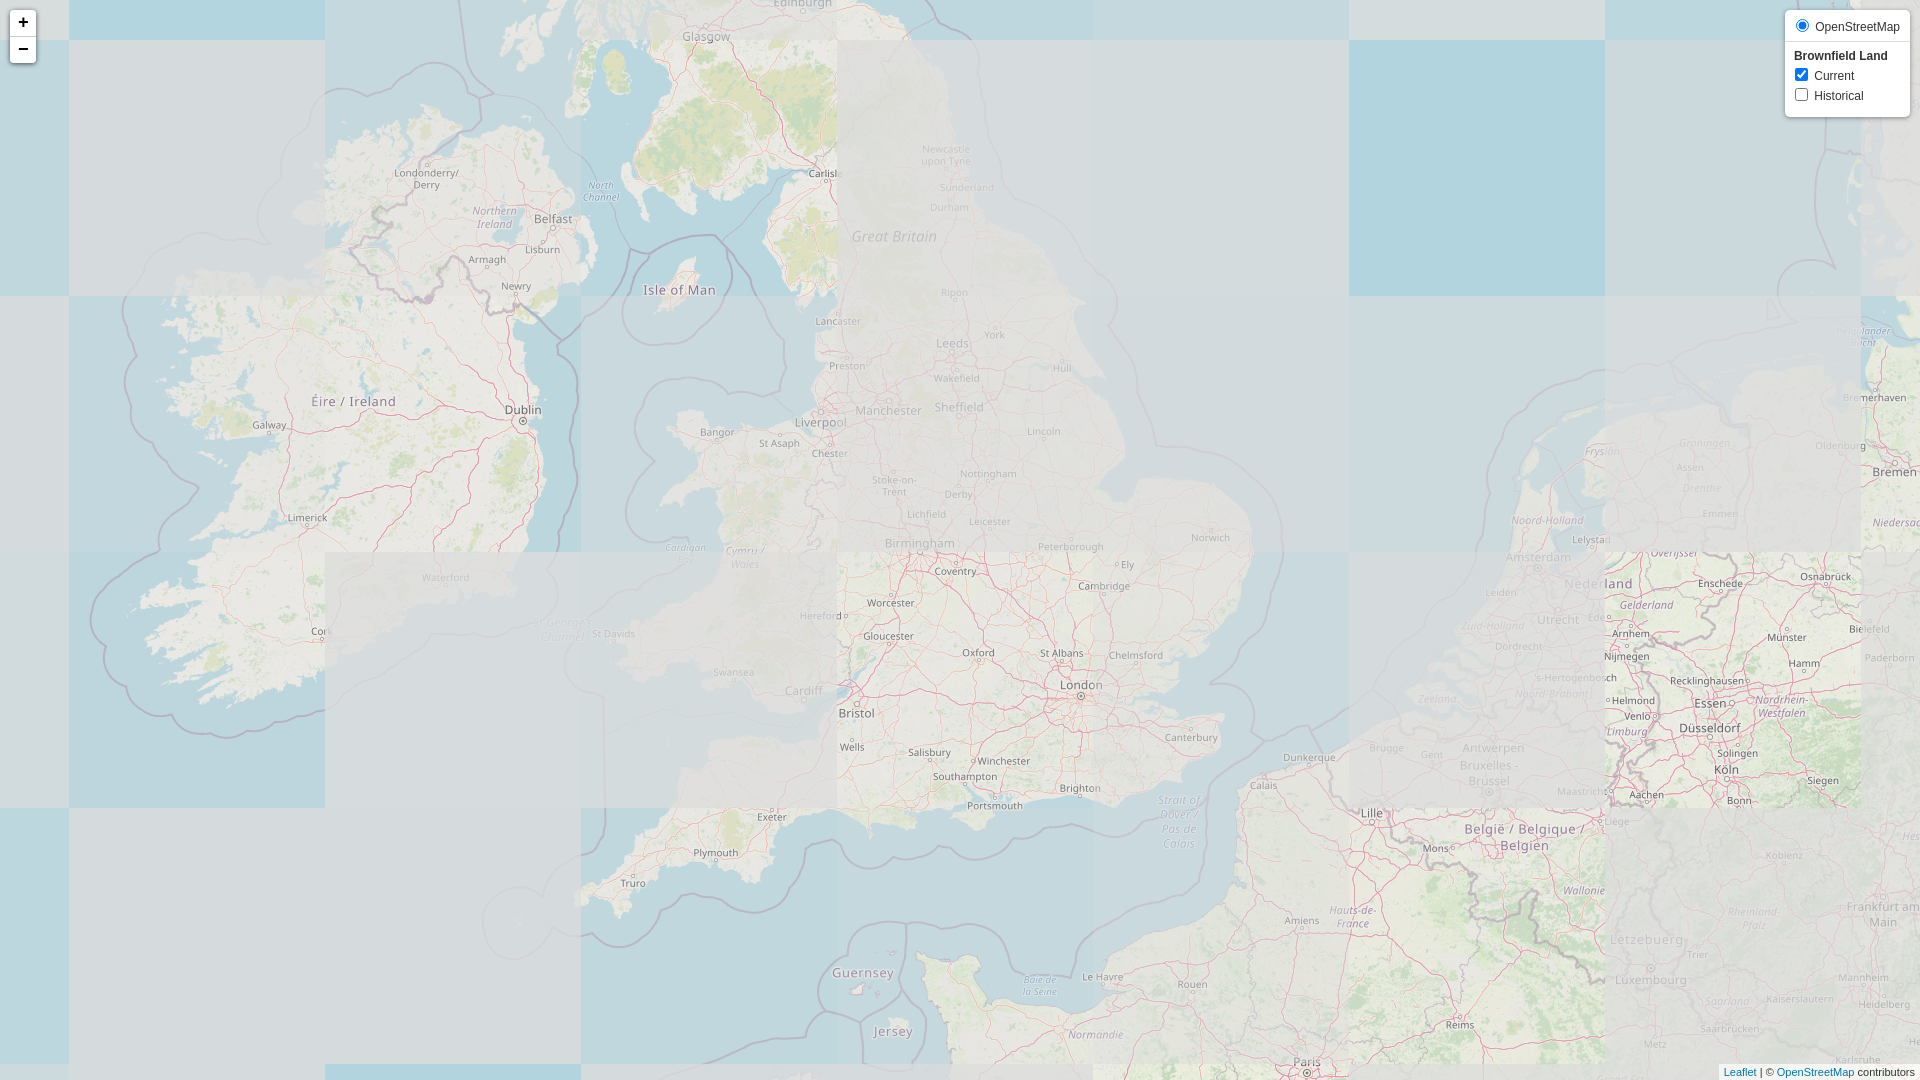 +
−
OpenStreetMap
Brownfield Land
Current
Historical
Edinburgh
Glasgow
Londonderry/
Derry
North
Channel
Carlisle
Newcastle
upon Tyne
Sunderland
Durham
Northern
Ireland
Belfast
Lisburn
Great Britain
Armagh
Newry
Isle of Man
Ripon
Lancaster
York
Leeds
Preston
Hull
Wakefield
Éire / Ireland
Dublin
Manchester
Sheffield
Galway
Liverpool
Bangor
St Asaph
Lincoln
Chester
Nottingham
Stoke-on-
Trent
Derby
Limerick
Lichfield
Leicester
Birmingham
Peterborough
Norwich
Cardigan
Cymru /
Wales
Coventry
Ely
Waterford
Cambridge
Worcester
Hereford
Cork
St Davids
Gloucester
Oxford
St Albans
Chelmsford
Swansea
Cardiff
London
Bristol
Canterbury
Wells
Salisbury
Winchester
Southampton
Brighton
Portsmouth
Strait of
Dover /
Pas de
Calais
Exeter
Plymouth
Truro
Guernsey
Jersey
Bremerhaven
Groningen
Oldenburg
Fryslân
Assen
Drenthe
Bremen
Emmen
Noord-Holland
Niedersac
Lelystad
Overijssel
Amsterdam
Nederland
Enschede
Osnabrück
Leiden
Gelderland
Utrecht
Ede
Zuid-Holland
Arnhem
Münster
Bielefeld
Dordrecht
Nijmegen
Paderborn
Hamm
's-Hertogenbosch
Recklinghausen
Noord-Brabant
Zeeland
Helmond
Essen
Nordrhein-
Westfalen
Venlo
Limburg
Düsseldorf
Brugge
Gent
Antwerpen
Solingen
Dunkerque
Bruxelles -
Brussel
Köln
Siegen
Calais
Maastricht
Aachen
Bonn
Lille
Liège
België / Belgique /
Belgien
Mons
Koblenz
Wallonie
Hauts-de-
France
Rheinland-
Pfalz
Frankfurt am
Main
Amiens
Letzebuerg
Trier
Le Havre
Baie de
la Seine
Rouen
Luxembourg
Mannheim
Saarland
Kaiserslautern
Heidelberg
Normandie
Reims
Saarbrücken
Metz
Paris
Karlsruhe
Leaflet | © OpenStreetMap contributors